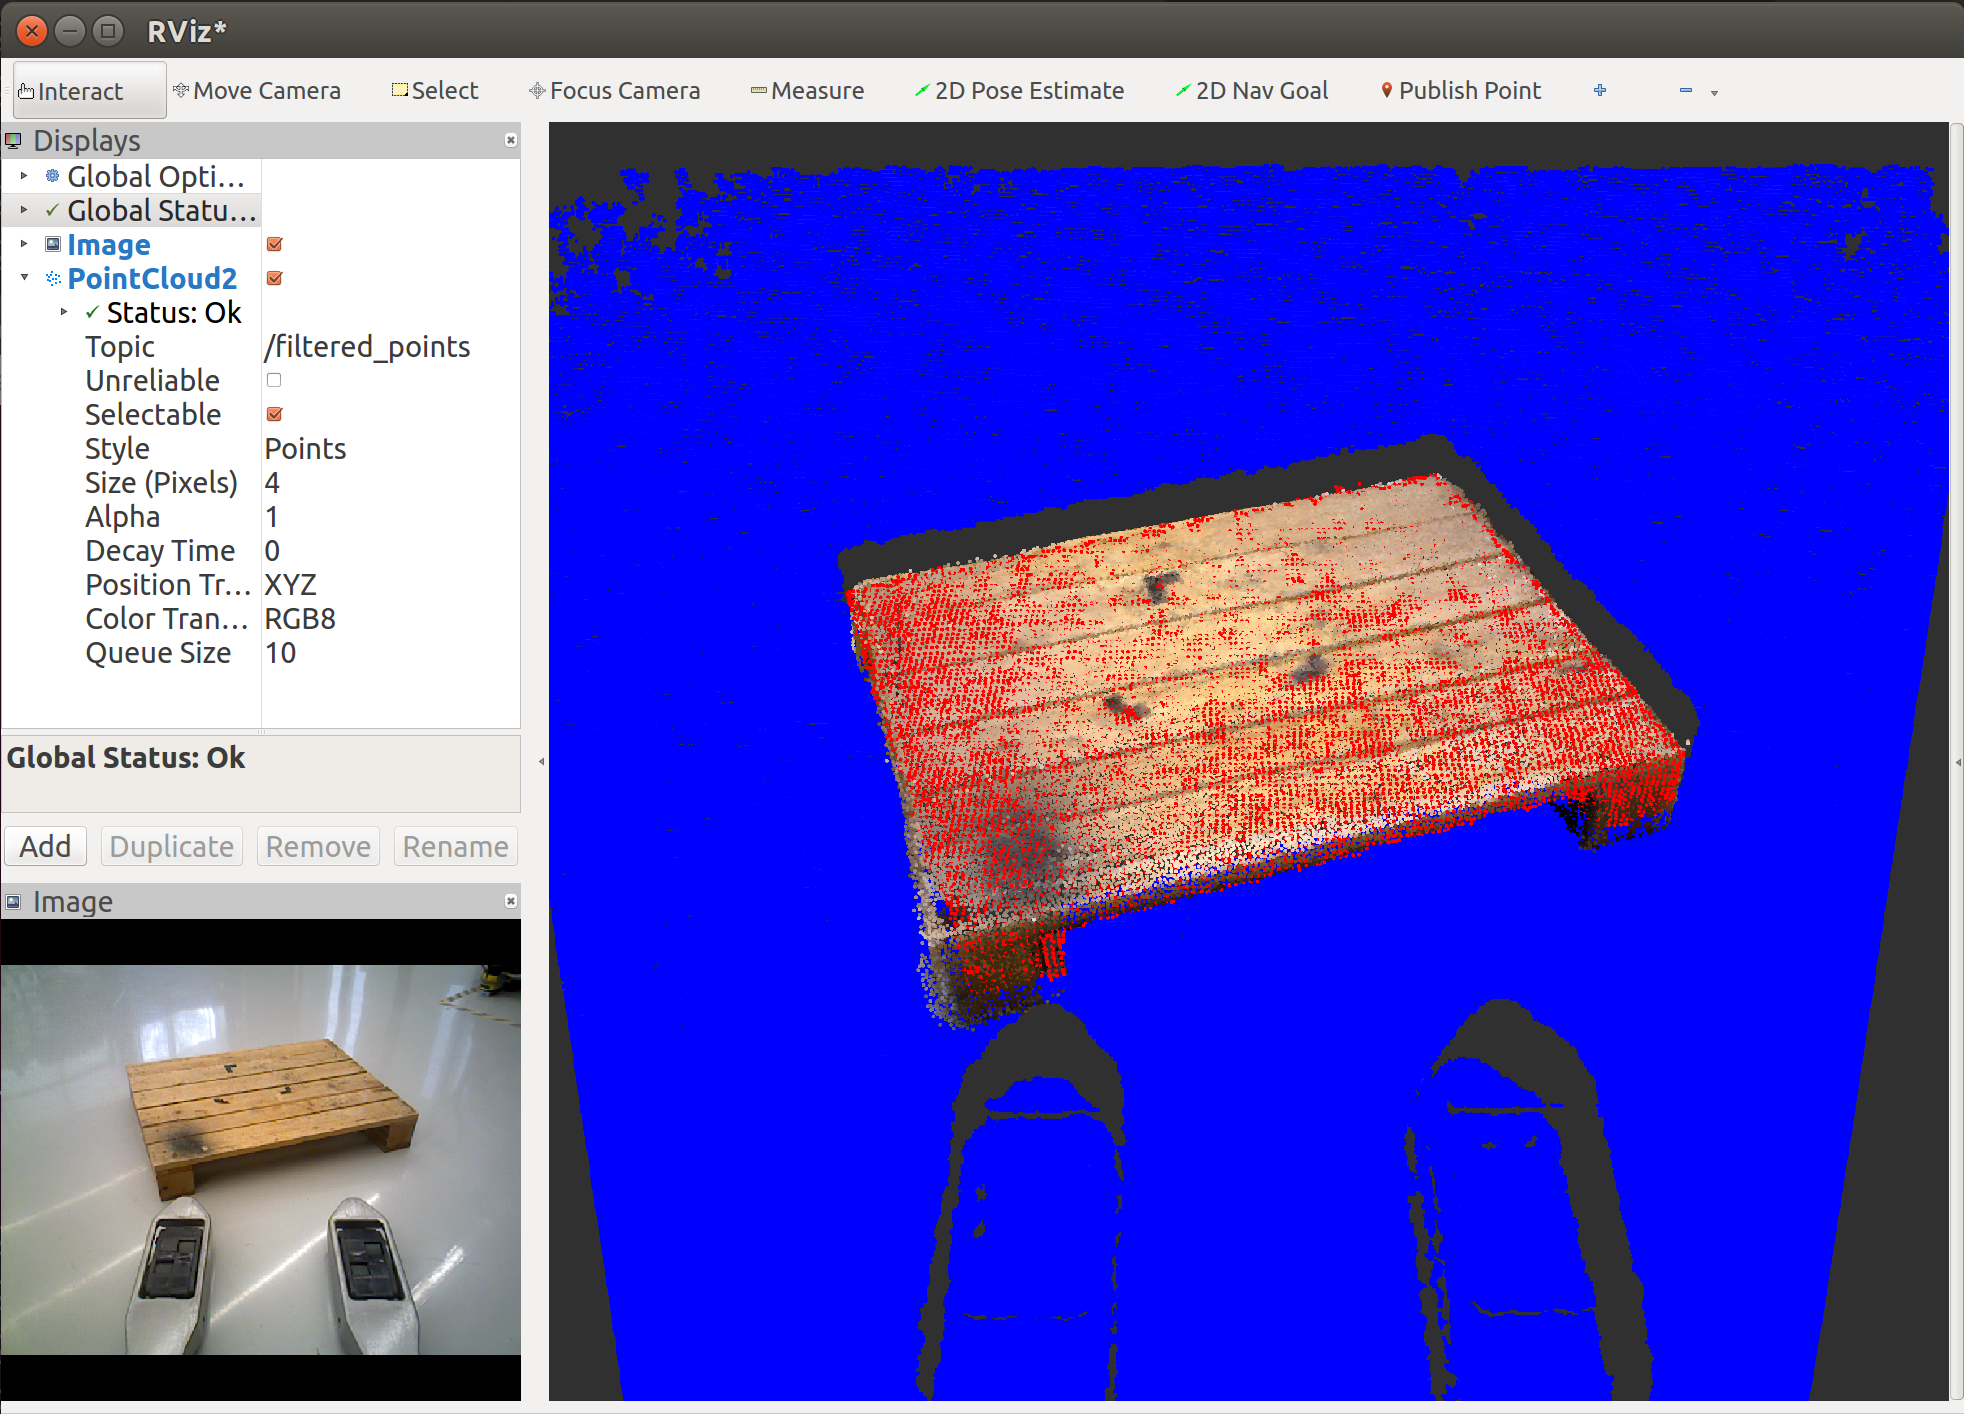 RViz*
Interact Move Camera Select Focus Camera Measure 2D Pose Estimate 2D Nav Goal Publish Point
Displays
Global Opti...
Global Statu...
Image
PointCloud2
Status: Ok
Topic /filtered_points
Unreliable
Selectable
Style Points
Size (Pixels) 4
Alpha 1
Decay Time 0
Position Tr... XYZ
Color Tran... RGB8
Queue Size 10
Global Status: Ok
Add Duplicate Remove Rename
Image